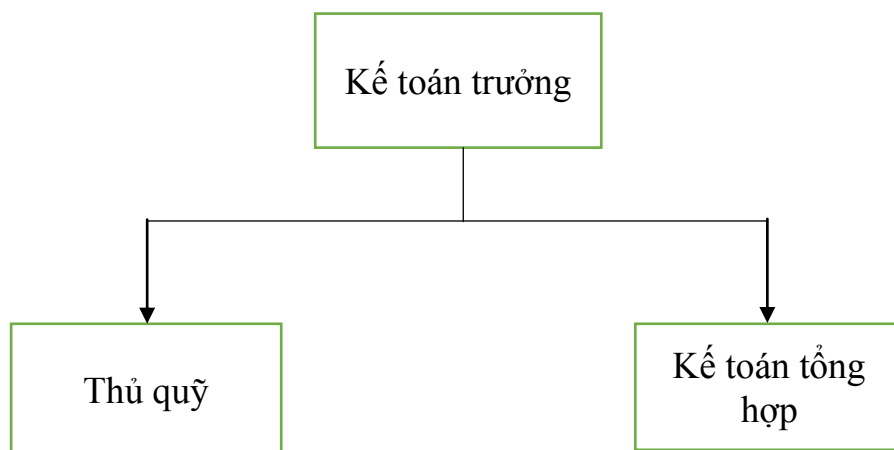 Kế toán trưởng
Thủ quỹ
Kế toán tổng
hợp